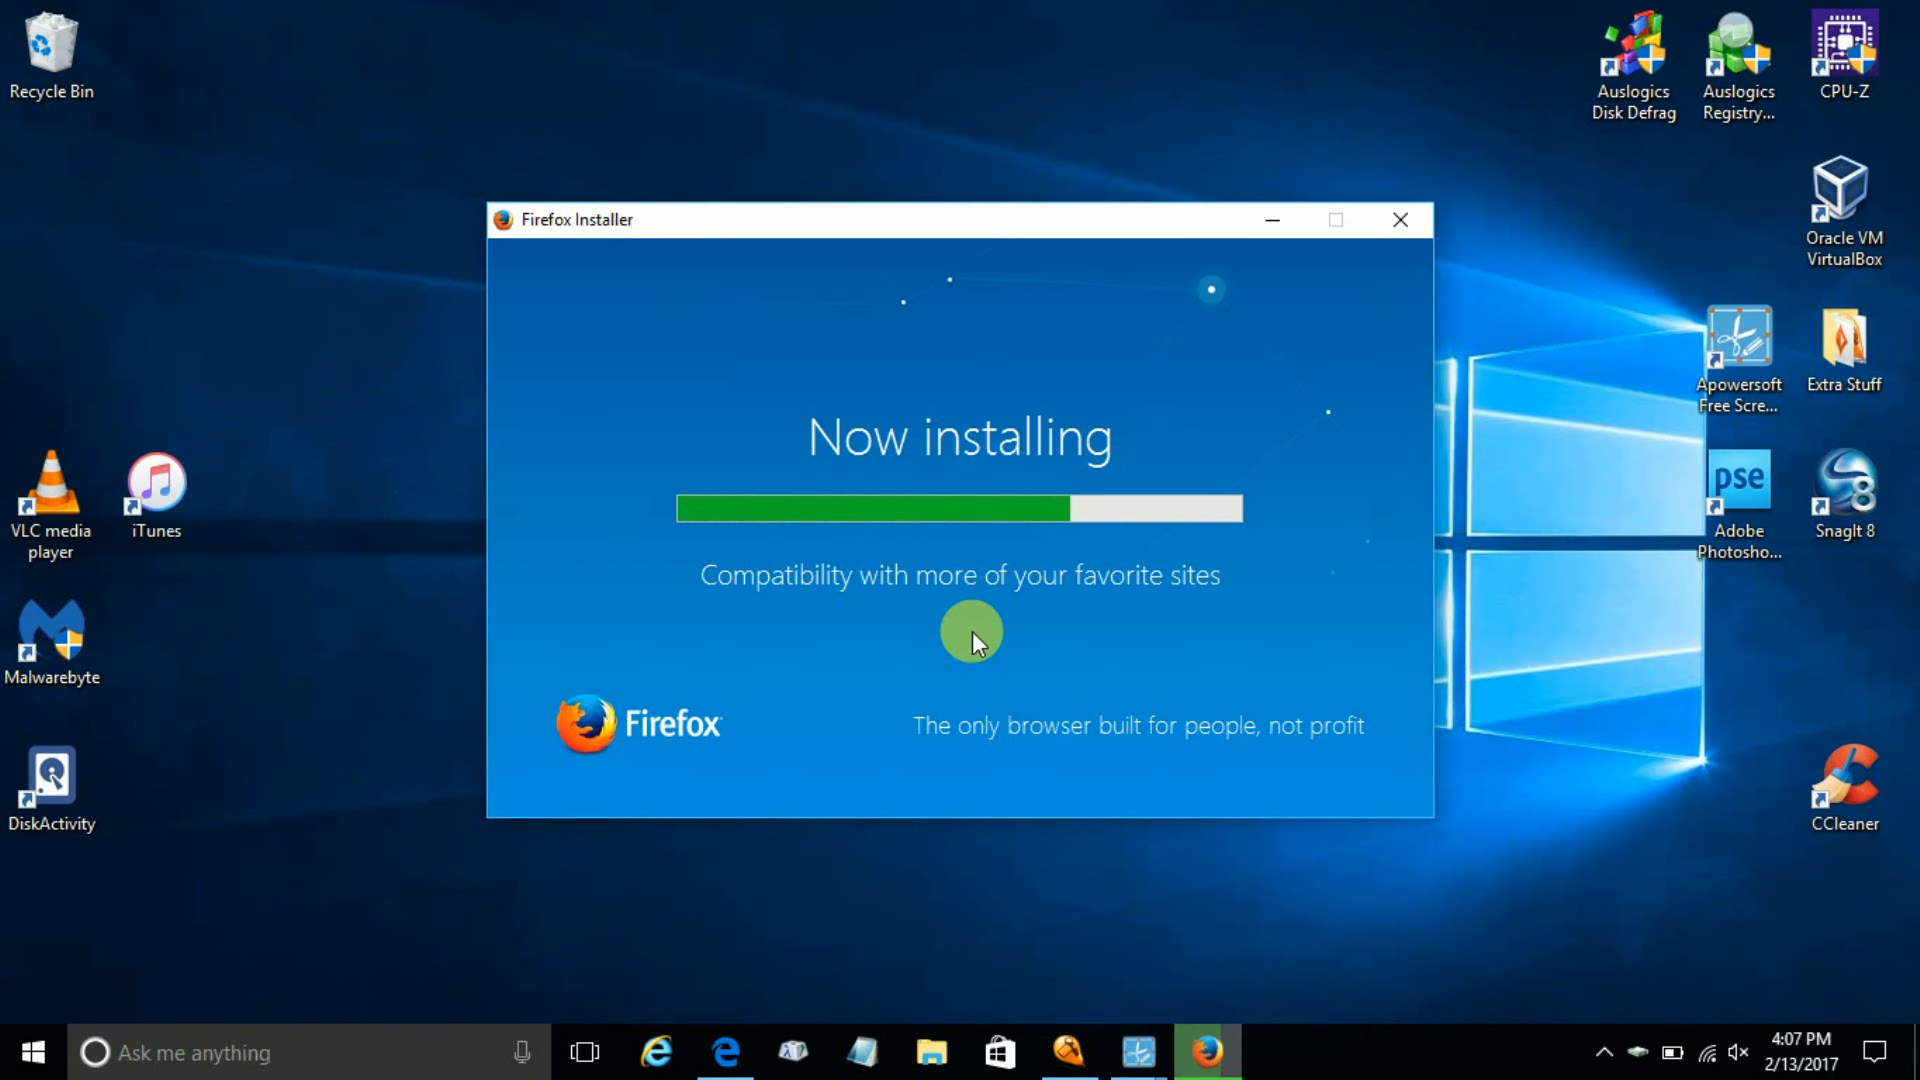 Recycle Bin
Auslogics
Disk Defrag
Auslogics
Registry...
CPU-Z
Oracle VM
VirtualBox
Firefox Installer
Now installing
Compatibility with more of your favorite sites
Firefox
The only browser built for people, not profit
Apowersoft
Free Scre...
Extra Stuff
VLC media
player
iTunes
pse
Adobe
Photosho...
8
SnagIt 8
Malwarebyte
DiskActivity
CCleaner
Ask me anything
4:07 PM
2/13/2017